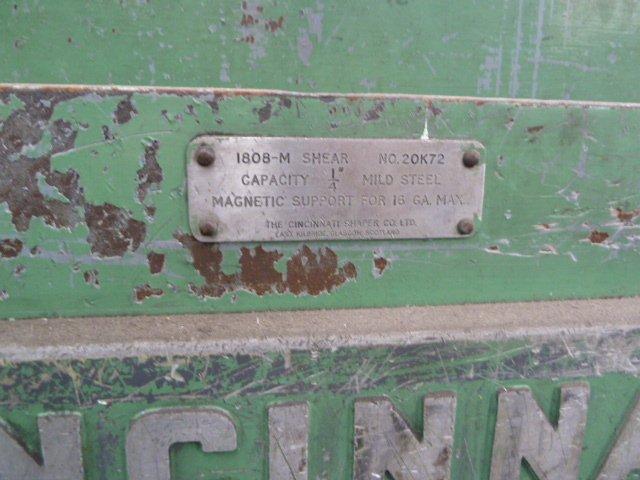 1808-M SHEAR NO. 20K72
CAPACITY 1/4" MILD STEEL
MAGNETIC SUPPORT FOR 16 GA. MAX.
THE CINCINNATI SHAPER CO. LTD.
EAST KILBRIDE, GLASGOW, SCOTLAND
INCINNA